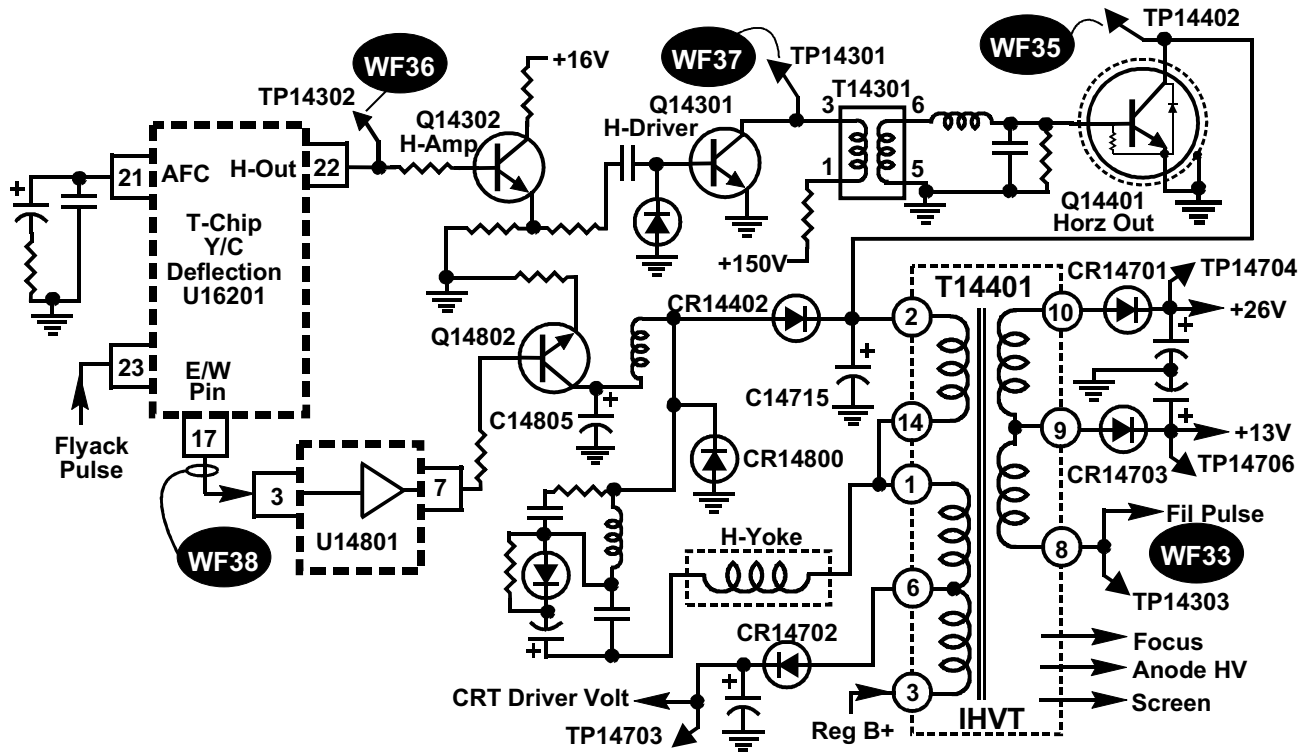 WF36
+16V
TP14302
Q14302
H-Amp
WF37
TP14301
Q14301
H-Driver
T14301
3
6
1
5
+150V
WF35
TP14402
Q14401
Horz Out
21
AFC
H-Out
22
T-Chip
Y/C
Deflection
U16201
23
E/W
Pin
17
Flyack
Pulse
WF38
3
7
U14801
Q14802
C14805
CR14402
C14715
CR14800
H-Yoke
CR14702
CRT Driver Volt
TP14703
Reg B+
T14401
2
14
1
6
3
10
9
8
IHVT
CR14701
TP14704
+26V
+13V
CR14703
TP14706
Fil Pulse
WF33
TP14303
Focus
Anode HV
Screen
+
+
+
+
+
+
+